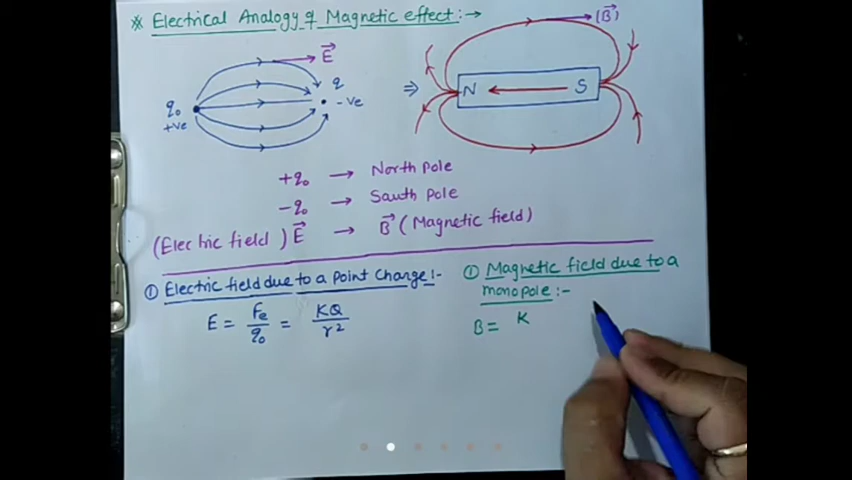 * Electrical Analogy of Magnetic effect :→
E⃗
(B⃗)
q₀
+ve
q
-ve
⇒
N
S
+q₀ → North pole
-q₀ → Sauth pole
(Electric field) E⃗ → B⃗ (Magnetic field)
① Electric field due to a point charge :-
E = Fe/q₀ = KQ/r²
① Magnetic field due to a
monopole :-
B = K